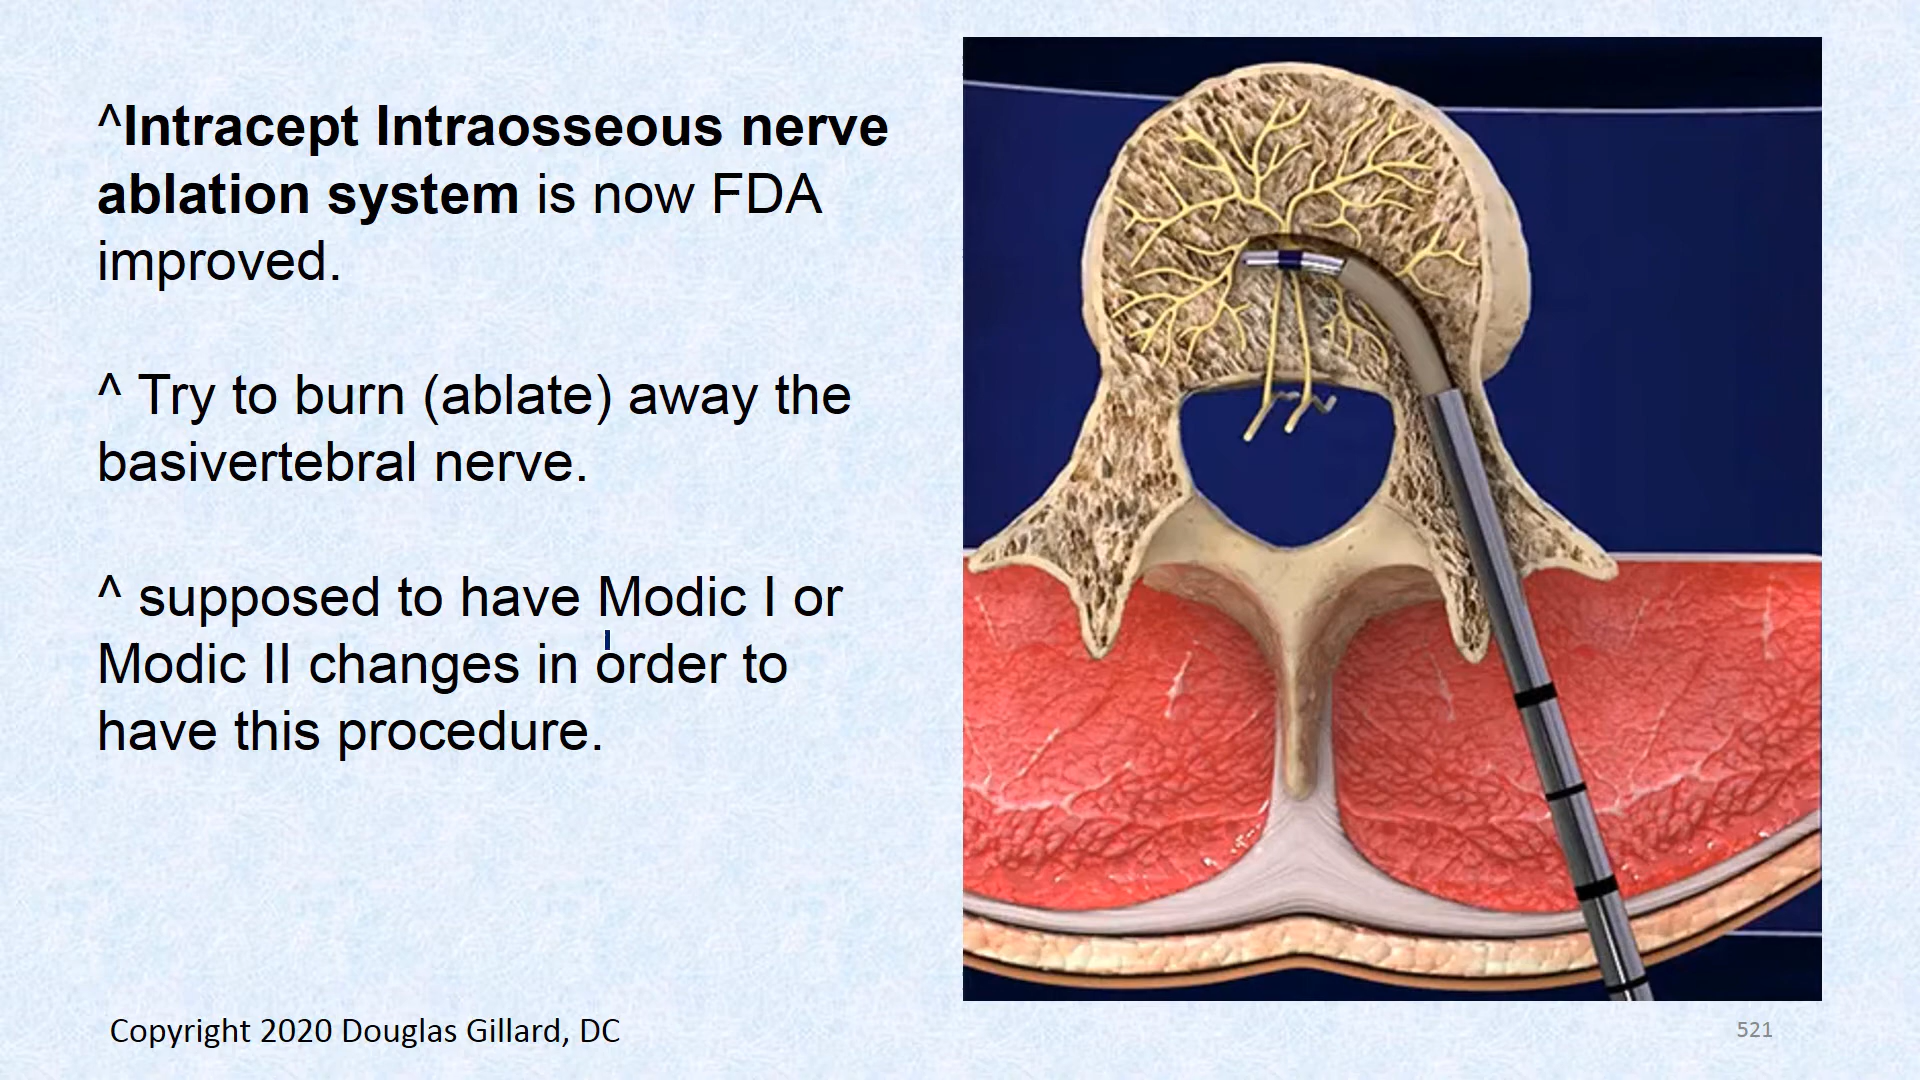 ^Intracept Intraosseous nerve
ablation system is now FDA
improved.
^ Try to burn (ablate) away the
basivertebral nerve.
^ supposed to have Modic I or
Modic II changes in order to
have this procedure.
Copyright 2020 Douglas Gillard, DC
521